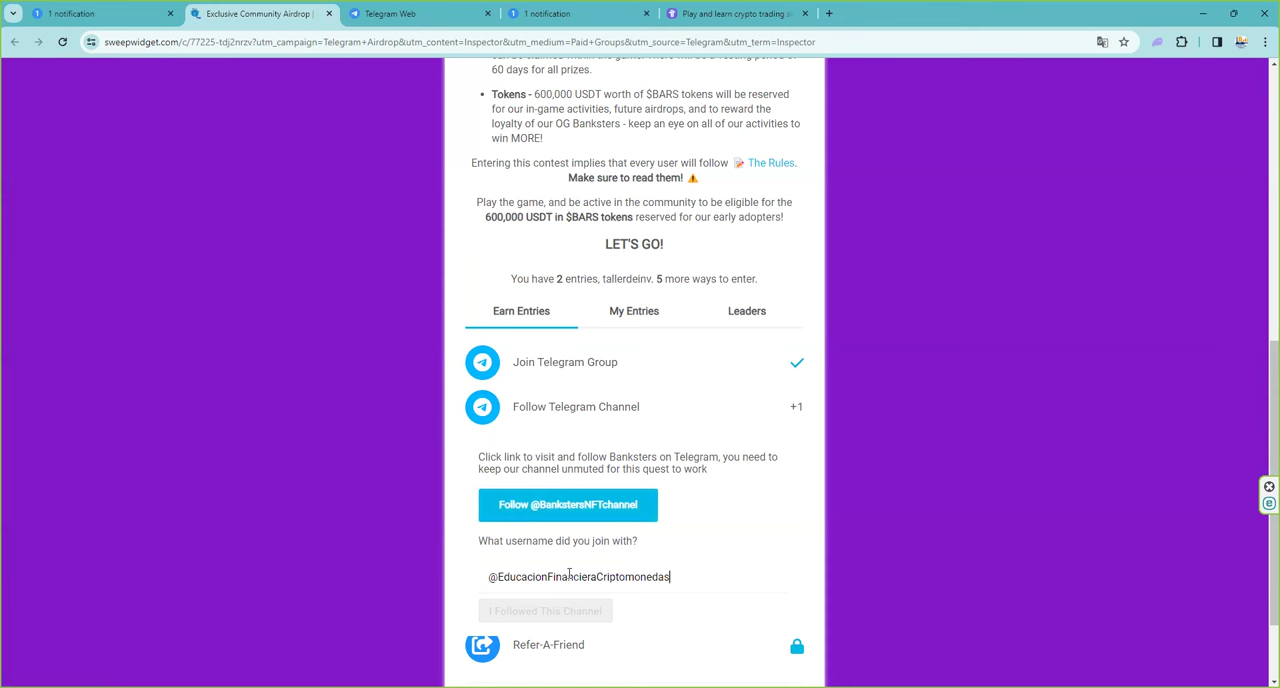 1 notification
Exclusive Community Airdrop |
Telegram Web
1 notification
Play and learn crypto trading s
sweepwidget.com/c/77225-tdj2nrzv?utm_campaign=Telegram+Airdrop&utm_content=Inspector&utm_medium=Paid+Groups&utm_source=Telegram&utm_term=Inspector
60 days for all prizes.
• Tokens - 600,000 USDT worth of $BARS tokens will be reserved
for our in-game activities, future airdrops, and to reward the
loyalty of our OG Banksters - keep an eye on all of our activities to
win MORE!
Entering this contest implies that every user will follow 📝 The Rules.
Make sure to read them! ⚠️
Play the game, and be active in the community to be eligible for the
600,000 USDT in $BARS tokens reserved for our early adopters!
LET'S GO!
You have 2 entries, tallerdeinv. 5 more ways to enter.
Earn Entries
My Entries
Leaders
Join Telegram Group
Follow Telegram Channel
+1
Click link to visit and follow Banksters on Telegram, you need to
keep our channel unmuted for this quest to work
Follow @BankstersNFTchannel
What username did you join with?
@EducacionFinancieraCriptomonedas
I Followed This Channel
Refer-A-Friend